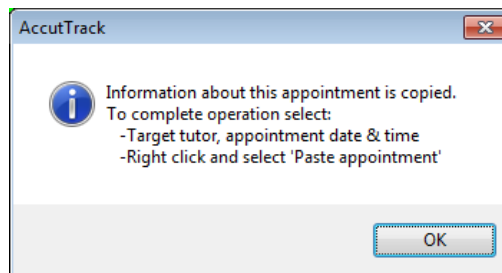 AccutTrack
Information about this appointment is copied.
To complete operation select:
-Target tutor, appointment date & time
-Right click and select 'Paste appointment'
OK